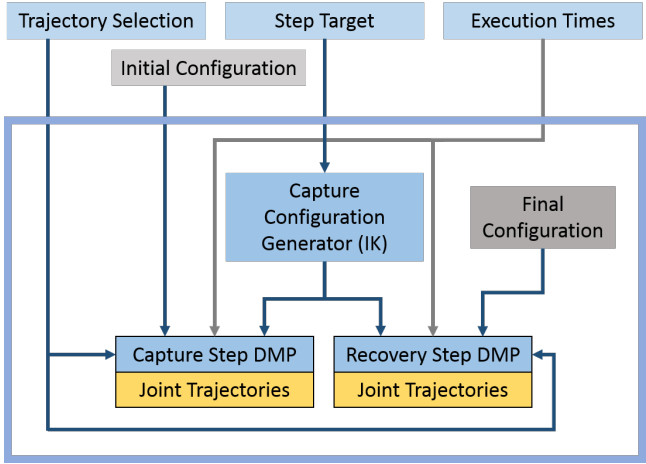 Trajectory Selection
Step Target
Execution Times
Initial Configuration
Capture
Configuration
Generator (IK)
Final
Configuration
Capture Step DMP
Recovery Step DMP
Joint Trajectories
Joint Trajectories